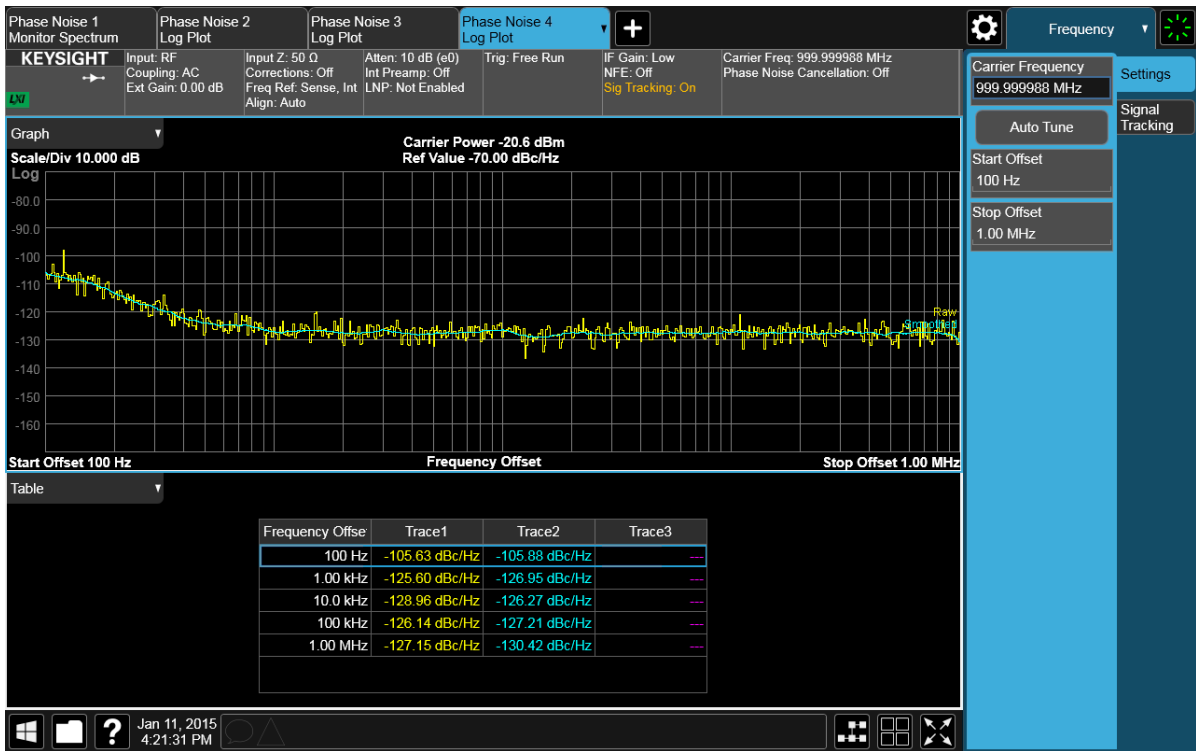 Phase Noise 1
Monitor Spectrum
Phase Noise 2
Log Plot
Phase Noise 3
Log Plot
Phase Noise 4
Log Plot
Frequency
KEYSIGHT
LXI
Input: RF
Coupling: AC
Ext Gain: 0.00 dB
Input Z: 50 Ω
Corrections: Off
Freq Ref: Sense, Int
Align: Auto
Atten: 10 dB (e0)
Int Preamp: Off
LNP: Not Enabled
Trig: Free Run
IF Gain: Low
NFE: Off
Sig Tracking: On
Carrier Freq: 999.999988 MHz
Phase Noise Cancellation: Off
Carrier Frequency
999.999988 MHz
Auto Tune
Start Offset
100 Hz
Stop Offset
1.00 MHz
Settings
Signal
Tracking
Graph
Scale/Div 10.000 dB
Carrier Power -20.6 dBm
Ref Value -70.00 dBc/Hz
Log
-80.0
-90.0
-100
-110
-120
-130
-140
-150
-160
Raw
Smoothed
Start Offset 100 Hz
Frequency Offset
Stop Offset 1.00 MHz
Table
Frequency Offse Trace1 Trace2 Trace3
100 Hz -105.63 dBc/Hz -105.88 dBc/Hz ---
1.00 kHz -125.60 dBc/Hz -126.95 dBc/Hz ---
10.0 kHz -128.96 dBc/Hz -126.27 dBc/Hz ---
100 kHz -126.14 dBc/Hz -127.21 dBc/Hz ---
1.00 MHz -127.15 dBc/Hz -130.42 dBc/Hz ---
?
Jan 11, 2015
4:21:31 PM